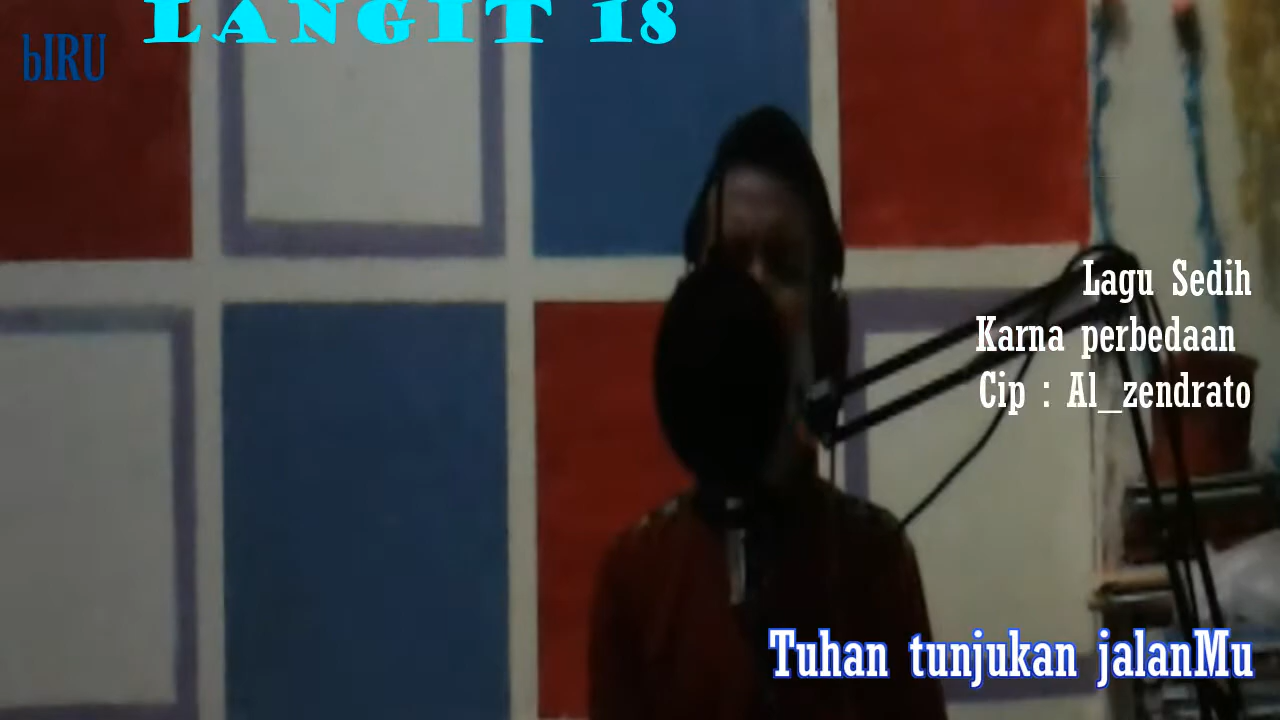 LANGIT 18
bIRU
Lagu Sedih
Karna perbedaan
Cip : Al_zendrato
Tuhan tunjukan jalanMu